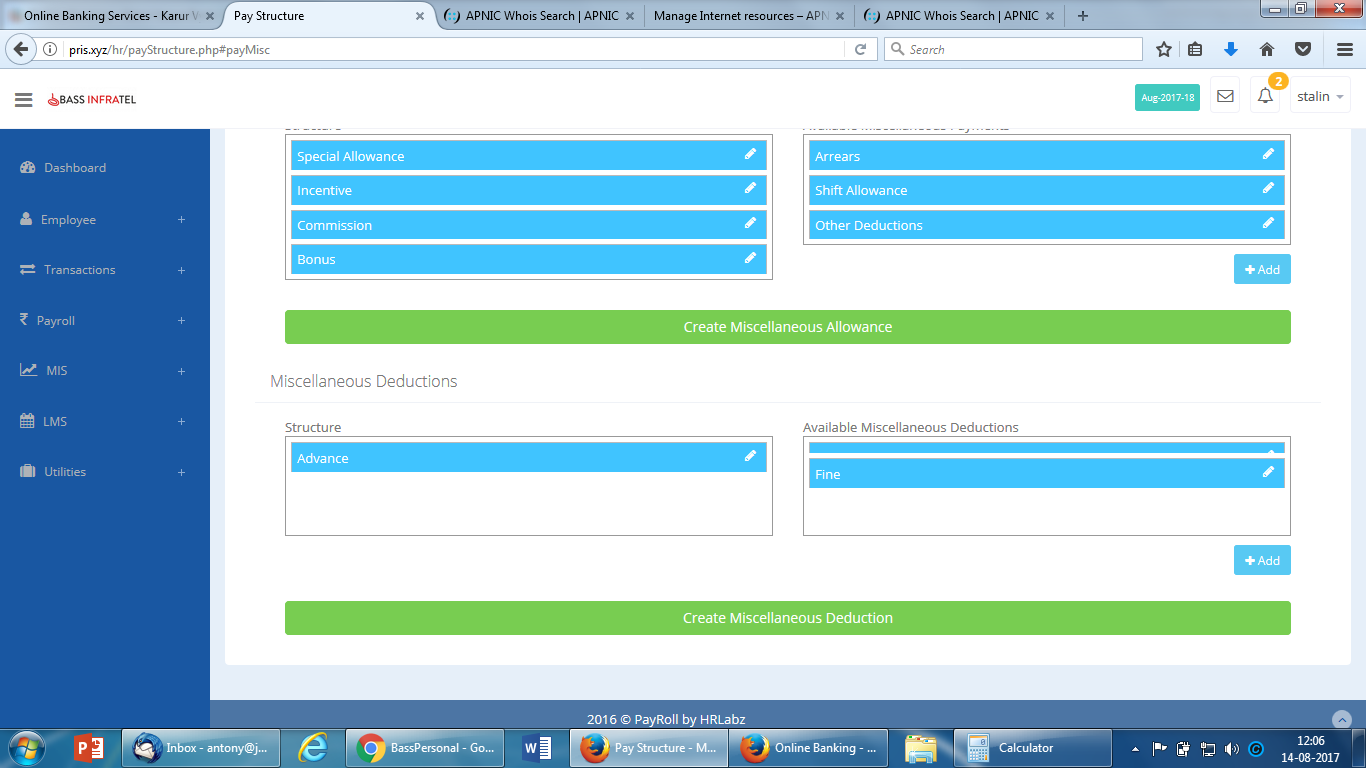 Online Banking Services - Karur V
Pay Structure
APNIC Whois Search | APNIC
Manage Internet resources – APN
APNIC Whois Search | APNIC
pris.xyz/hr/payStructure.php#payMisc
Search
BASS INFRATEL
Aug-2017-18
2
stalin
Dashboard
Employee
Transactions
Payroll
MIS
LMS
Utilities
Structure
Available Miscellaneous Payments
Special Allowance
Arrears
Incentive
Shift Allowance
Commission
Other Deductions
Bonus
Add
Create Miscellaneous Allowance
Miscellaneous Deductions
Structure
Available Miscellaneous Deductions
Advance
Fine
Add
Create Miscellaneous Deduction
2016 © PayRoll by HRLabz
Inbox - antony@j...
BassPersonal - Go...
Pay Structure - M...
Online Banking - ...
Calculator
12:06
14-08-2017